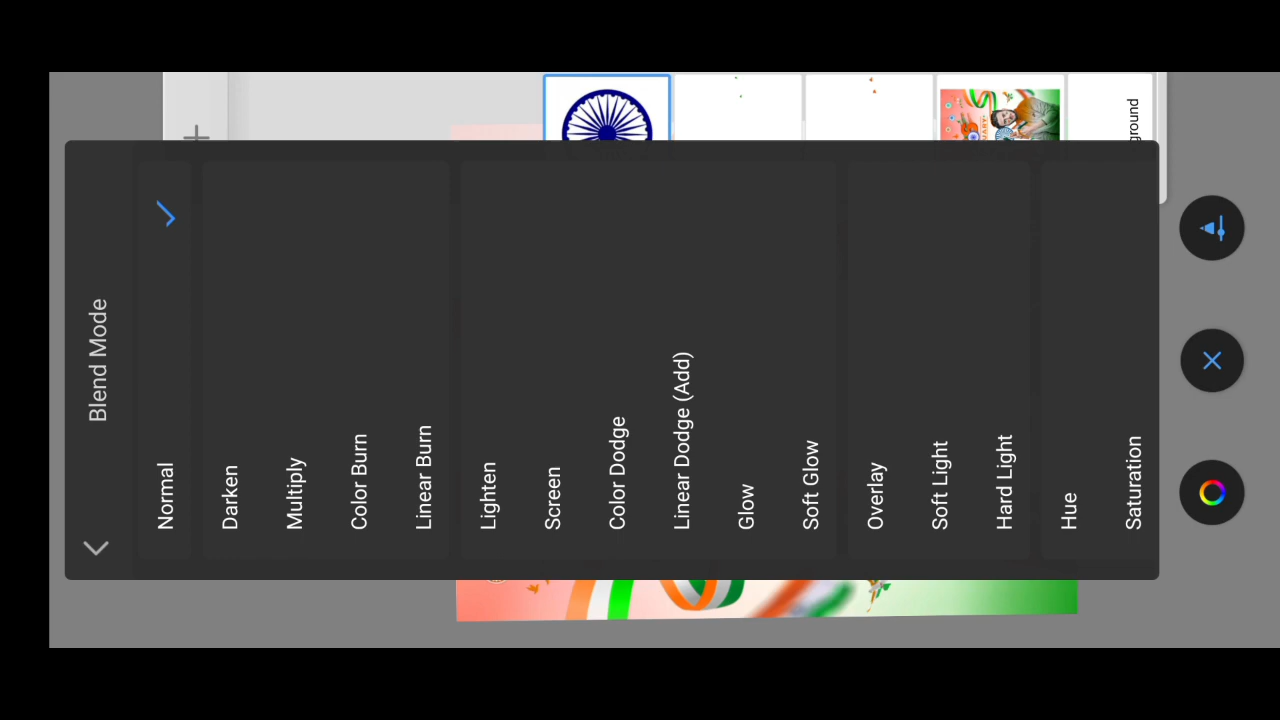 Blend Mode
Normal
Darken
Multiply
Color Burn
Linear Burn
Lighten
Screen
Color Dodge
Linear Dodge (Add)
Glow
Soft Glow
Overlay
Soft Light
Hard Light
Hue
Saturation
ground